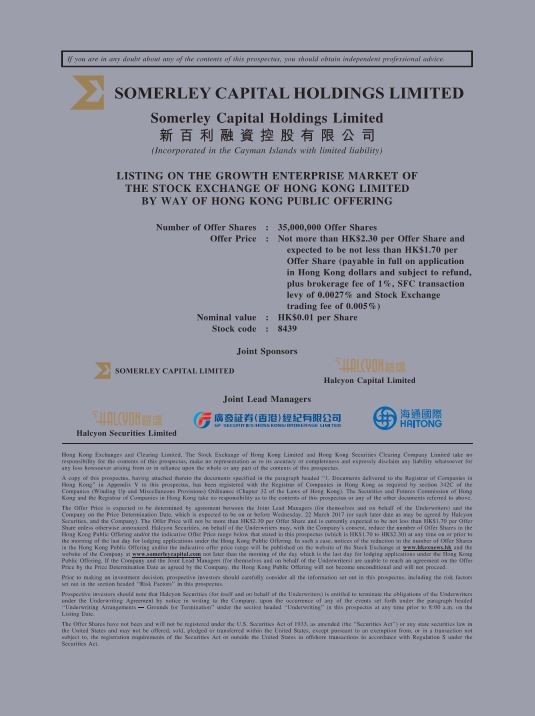 If you are in any doubt about any of the contents of this prospectus, you should obtain independent professional advice.
SOMERLEY CAPITAL HOLDINGS LIMITED
Somerley Capital Holdings Limited
新百利融資控股有限公司
(Incorporated in the Cayman Islands with limited liability)
LISTING ON THE GROWTH ENTERPRISE MARKET OF
THE STOCK EXCHANGE OF HONG KONG LIMITED
BY WAY OF HONG KONG PUBLIC OFFERING
Number of Offer Shares : 35,000,000 Offer Shares
Offer Price : Not more than HK$2.30 per Offer Share and
expected to be not less than HK$1.70 per
Offer Share (payable in full on application
in Hong Kong dollars and subject to refund,
plus brokerage fee of 1%, SFC transaction
levy of 0.0027% and Stock Exchange
trading fee of 0.005%)
Nominal value : HK$0.01 per Share
Stock code : 8439
Joint Sponsors
SOMERLEY CAPITAL LIMITED
HALCYON
Halcyon Capital Limited
Joint Lead Managers
HALCYON
Halcyon Securities Limited
廣發証券(香港)經紀有限公司
GF SECURITIES (HONG KONG) BROKERAGE LIMITED
海通國際
HAITONG
Hong Kong Exchanges and Clearing Limited, The Stock Exchange of Hong Kong Limited and Hong Kong Securities Clearing Company Limited take no
responsibility for the contents of this prospectus, make no representation as to its accuracy or completeness and expressly disclaim any liability whatsoever for
any loss howsoever arising from or in reliance upon the whole or any part of the contents of this prospectus.
A copy of this prospectus, having attached thereto the documents specified in the paragraph headed "1. Documents delivered to the Registrar of Companies in
Hong Kong" in Appendix V to this prospectus, has been registered with the Registrar of Companies in Hong Kong as required by section 342C of the
Companies (Winding Up and Miscellaneous Provisions) Ordinance (Chapter 32 of the Laws of Hong Kong). The Securities and Futures Commission of Hong
Kong and the Registrar of Companies in Hong Kong take no responsibility as to the contents of this prospectus or any of the other documents referred to above.
The Offer Price is expected to be determined by agreement between the Joint Lead Managers (for themselves and on behalf of the Underwriters) and the
Company on the Price Determination Date, which is expected to be on or before Wednesday, 22 March 2017 (or such later date as may be agreed by Halcyon
Securities, and the Company). The Offer Price will not be more than HK$2.30 per Offer Share and is currently expected to be not less than HK$1.70 per Offer
Share unless otherwise announced. Halcyon Securities, on behalf of the Underwriters may, with the Company's consent, reduce the number of Offer Shares in the
Hong Kong Public Offering and/or the indicative Offer Price range below that stated in this prospectus (which is HK$1.70 to HK$2.30) at any time on or prior to
the morning of the last day for lodging applications under the Hong Kong Public Offering. In such a case, notices of the reduction in the number of Offer Shares
in the Hong Kong Public Offering and/or the indicative offer price range will be published on the website of the Stock Exchange at www.hkexnews.hk and the
website of the Company at www.somerleycapital.com not later than the morning of the day which is the last day for lodging applications under the Hong Kong
Public Offering. If the Company and the Joint Lead Managers (for themselves and on behalf of the Underwriters) are unable to reach an agreement on the Offer
Price by the Price Determination Date as agreed by the Company, the Hong Kong Public Offering will not become unconditional and will not proceed.
Prior to making an investment decision, prospective investors should carefully consider all the information set out in this prospectus, including the risk factors
set out in the section headed "Risk Factors" in this prospectus.
Prospective investors should note that Halcyon Securities (for itself and on behalf of the Underwriters) is entitled to terminate the obligations of the Underwriters
under the Underwriting Agreement by notice in writing to the Company, upon the occurrence of any of the events set forth under the paragraph headed
"Underwriting Arrangements — Grounds for Termination" under the section headed "Underwriting" in this prospectus at any time prior to 8:00 a.m. on the
Listing Date.
The Offer Shares have not been and will not be registered under the U.S. Securities Act of 1933, as amended (the "Securities Act") or any state securities law in
the United States and may not be offered, sold, pledged or transferred within the United States, except pursuant to an exemption from, or in a transaction not
subject to, the registration requirements of the Securities Act or outside the United States in offshore transactions in accordance with Regulation S under the
Securities Act.